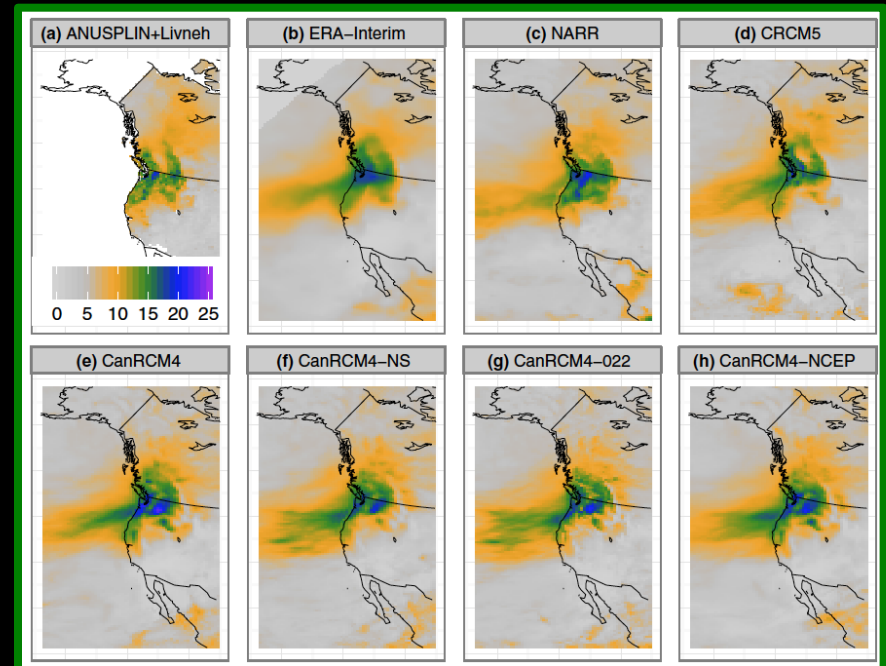 (a) ANUSPLIN+Livneh
(b) ERA−Interim
(c) NARR
(d) CRCM5
0 5 10 15 20 25
(e) CanRCM4
(f) CanRCM4−NS
(g) CanRCM4−022
(h) CanRCM4−NCEP